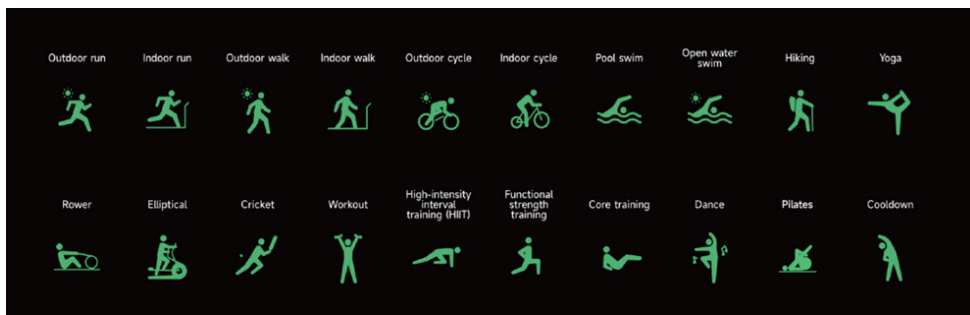 Outdoor run
Indoor run
Outdoor walk
Indoor walk
Outdoor cycle
Indoor cycle
Pool swim
Open water
swim
Hiking
Yoga
Rower
Elliptical
Cricket
Workout
High-intensity
interval
training (HIIT)
Functional
strength
training
Core training
Dance
Pilates
Cooldown